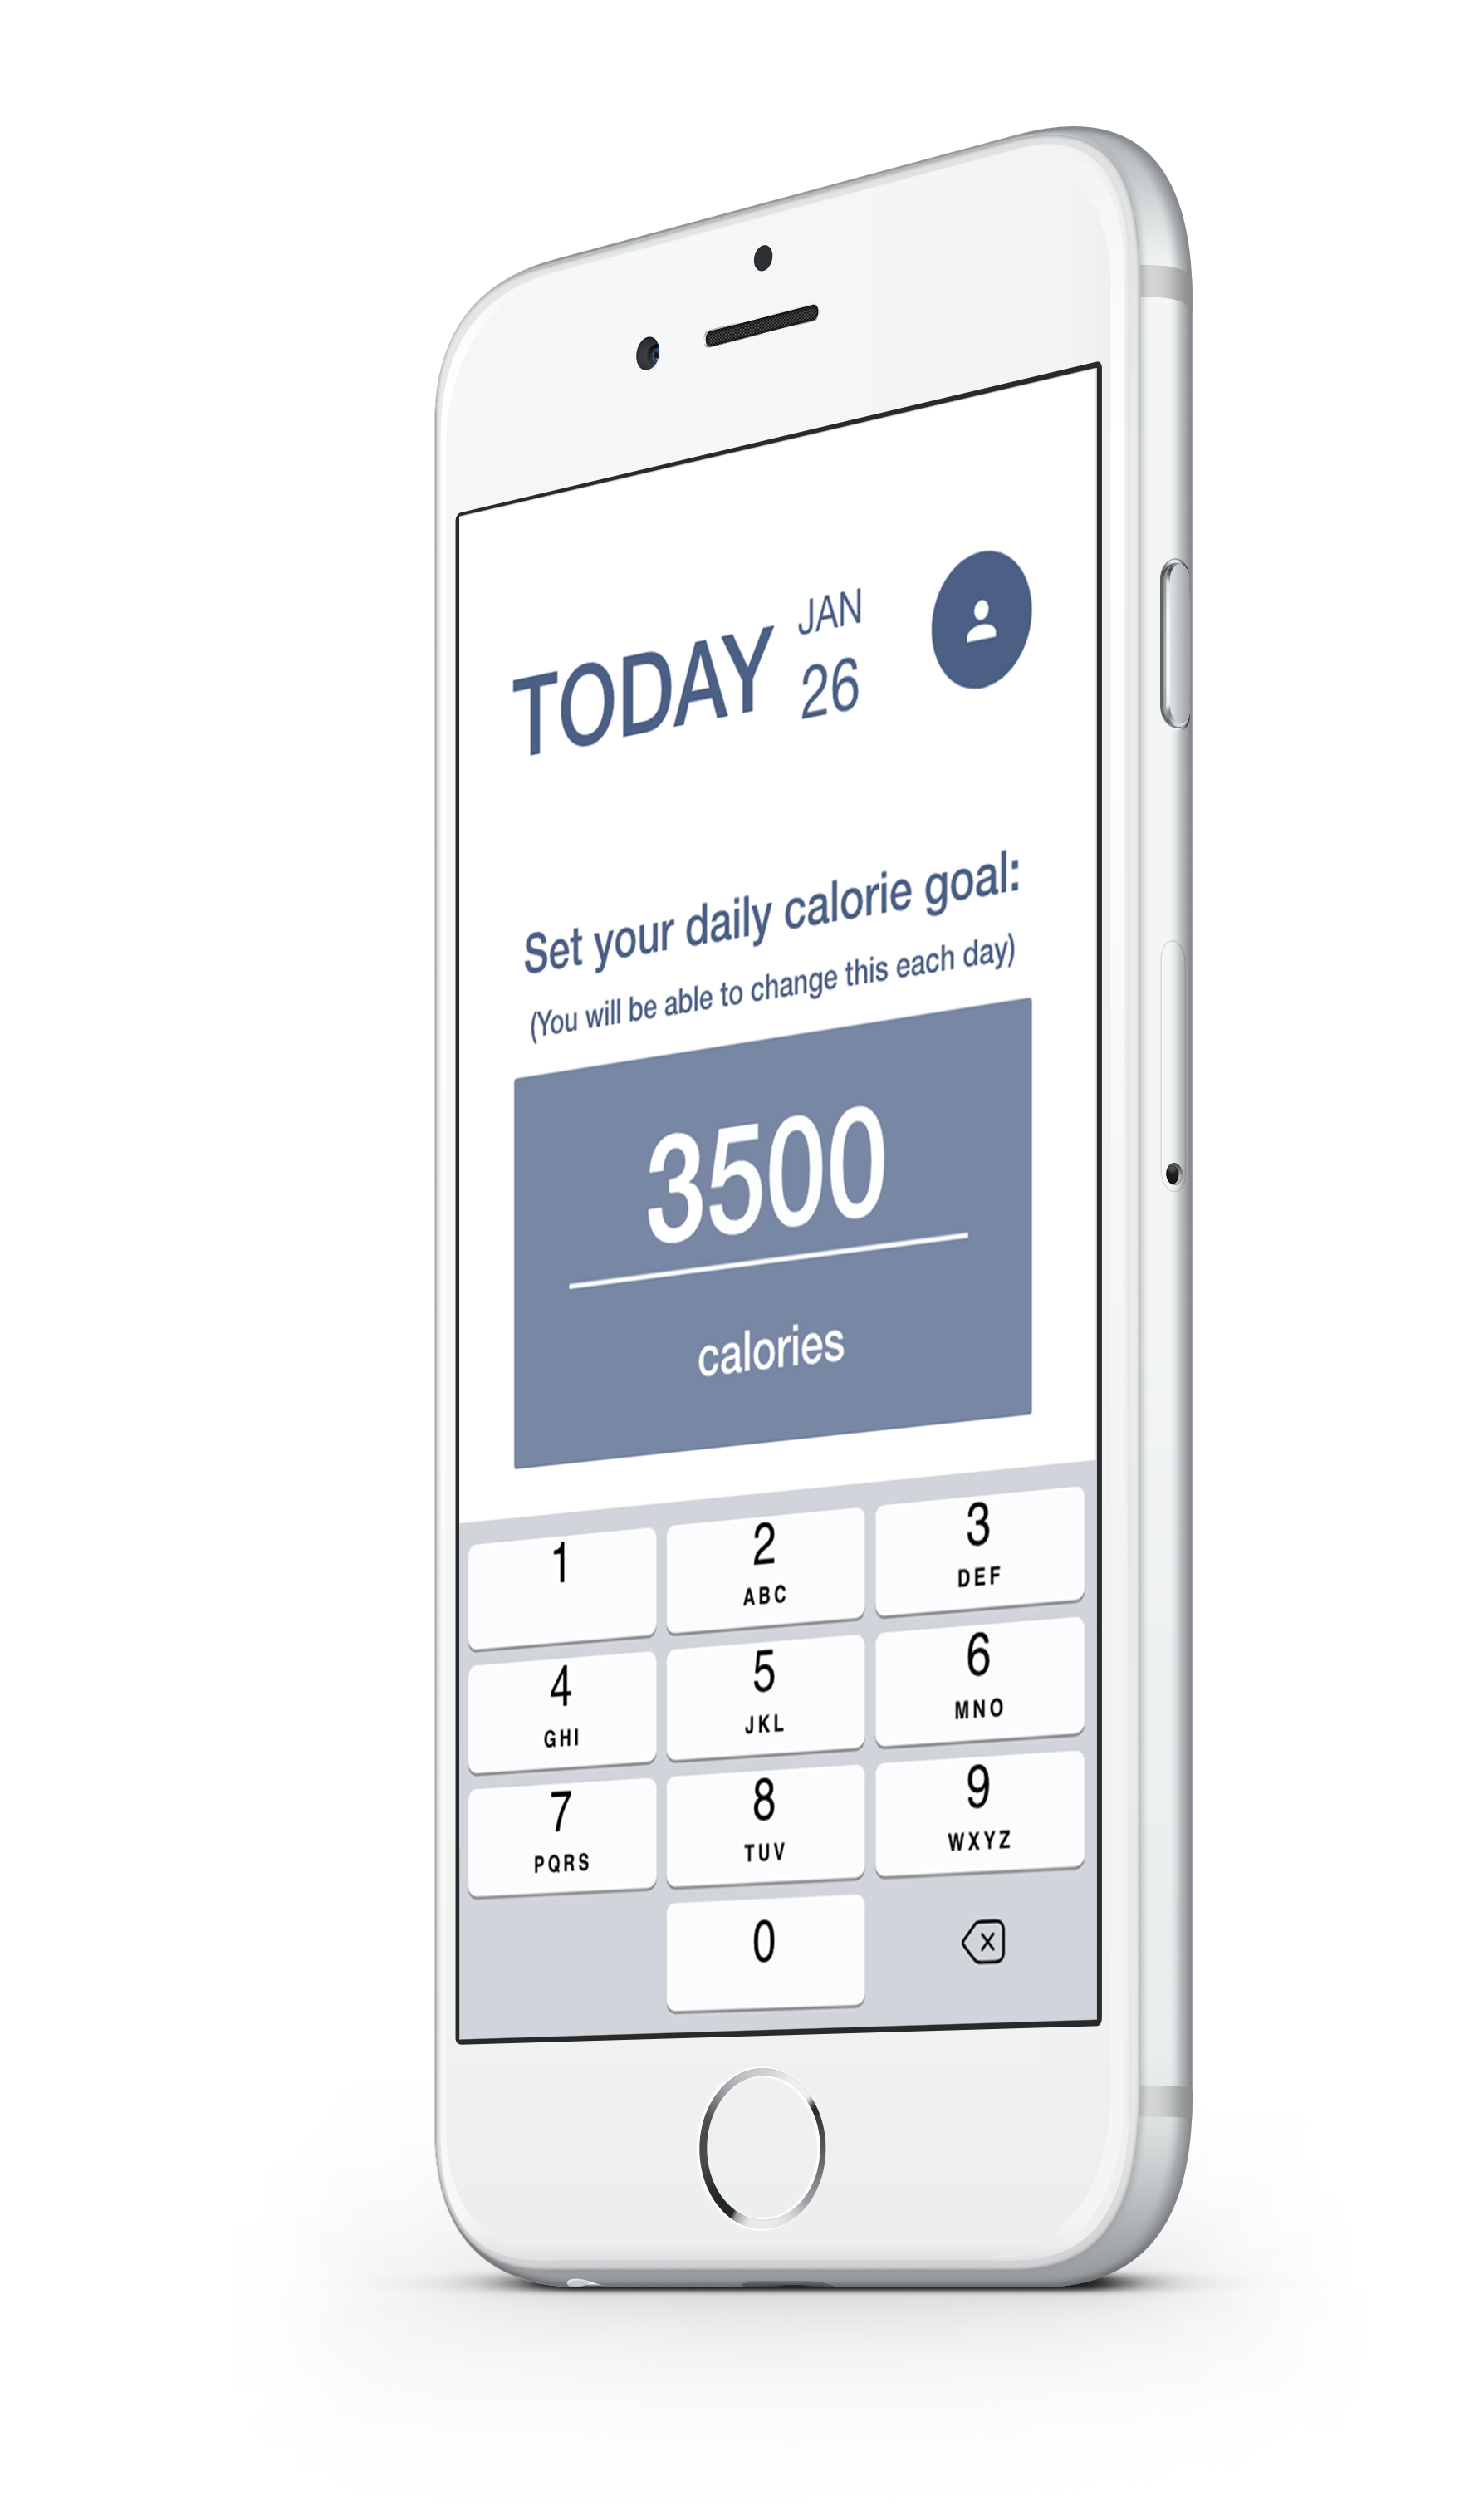 TODAY JAN
26
Set your daily calorie goal:
(You will be able to change this each day)
3500
calories
1 2 3
ABC DEF
4 5 6
GHI JKL MNO
7 8 9
PQRS TUV WXYZ
0